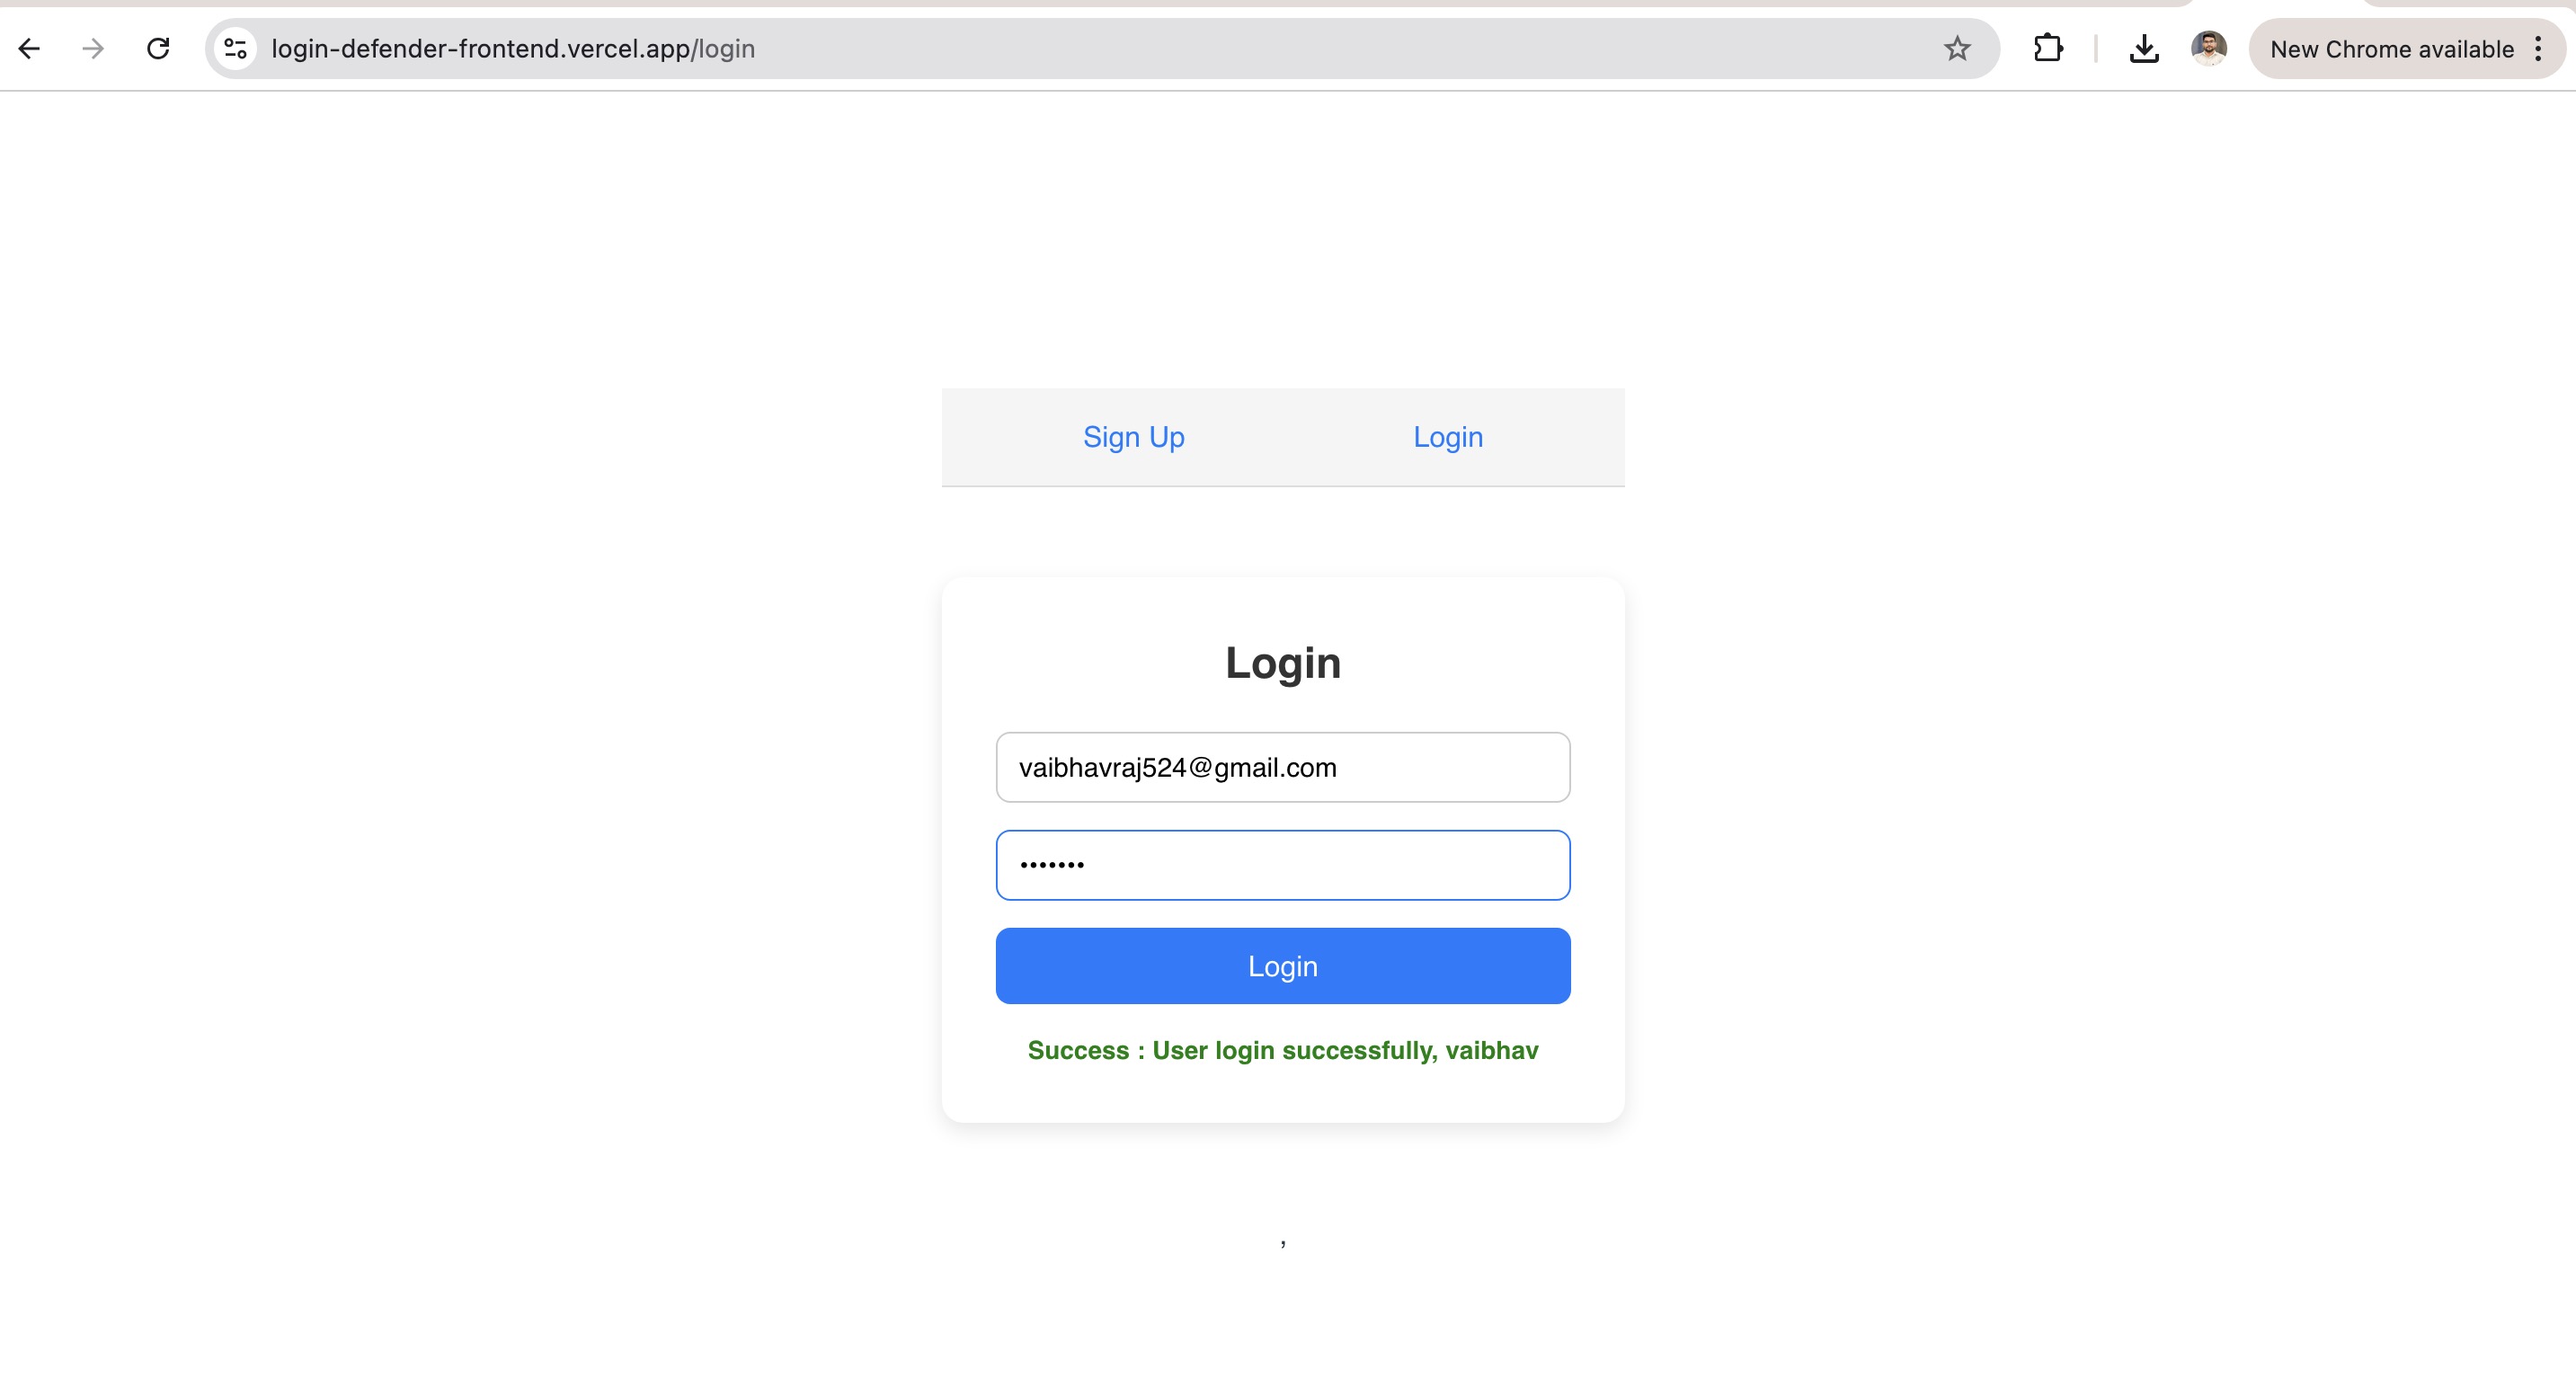 login-defender-frontend.vercel.app/login
New Chrome available
Sign Up
Login
Login
vaibhavraj524@gmail.com
•••••••
Login
Success : User login successfully, vaibhav
,